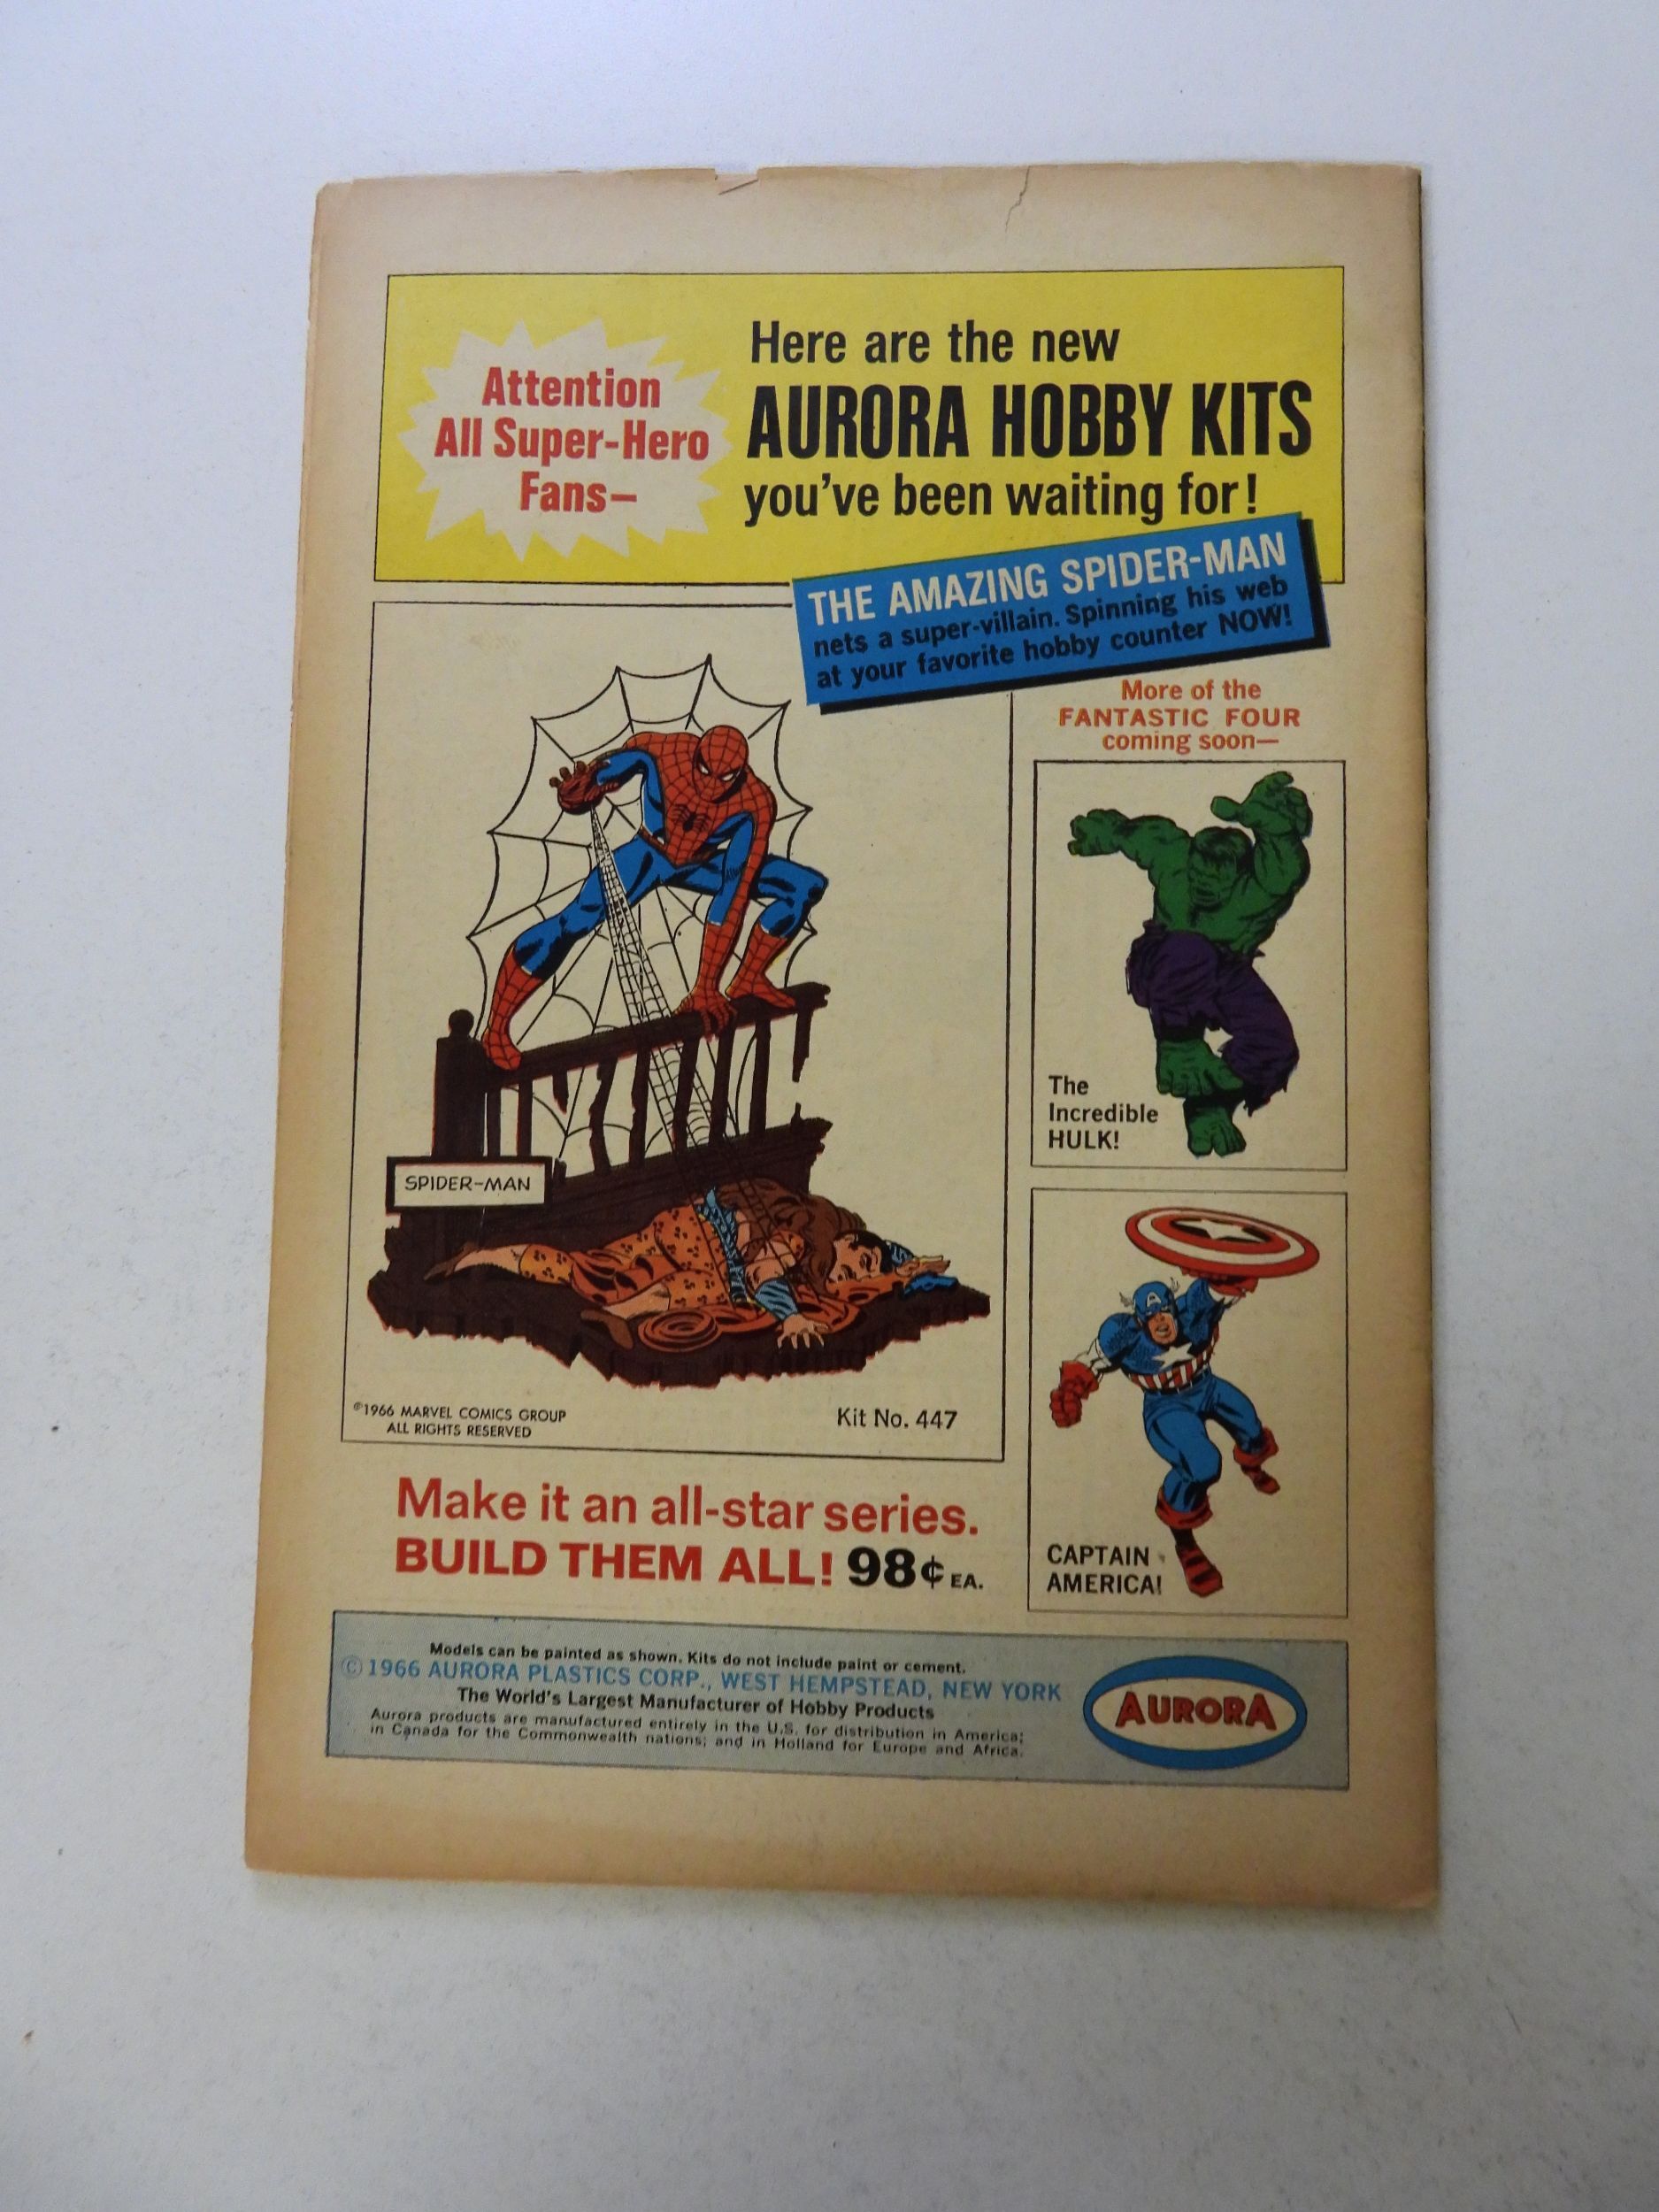 Attention
All Super-Hero
Fans—
Here are the new
AURORA HOBBY KITS
you've been waiting for!
THE AMAZING SPIDER-MAN
nets a super-villain. Spinning his web
at your favorite hobby counter NOW!
More of the
FANTASTIC FOUR
coming soon—
The
Incredible
HULK!
SPIDER-MAN
©1966 MARVEL COMICS GROUP
ALL RIGHTS RESERVED
Kit No. 447
A
CAPTAIN
AMERICA!
Make it an all-star series.
BUILD THEM ALL! 98¢ EA.
Models can be painted as shown. Kits do not include paint or cement.
© 1966 AURORA PLASTICS CORP., WEST HEMPSTEAD, NEW YORK
The World's Largest Manufacturer of Hobby Products
Aurora products are manufactured entirely in the U.S. for distribution in America;
in Canada for the Commonwealth nations; and in Holland for Europe and Africa.
AURORA